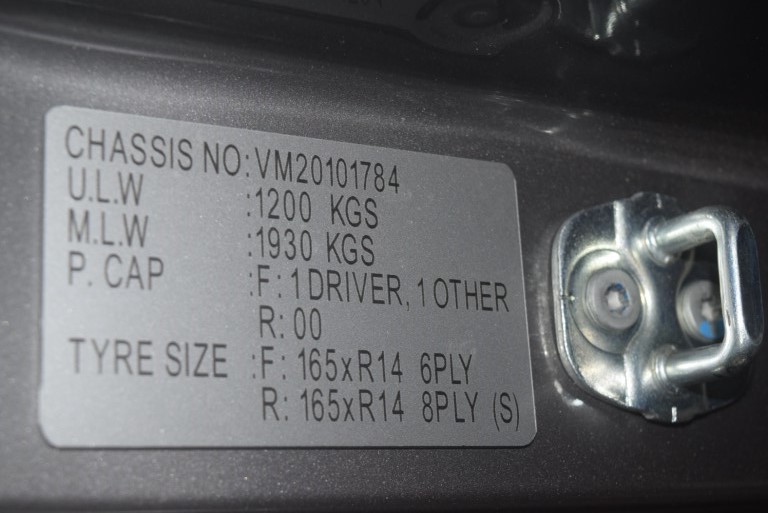 CHASSIS NO: VM20101784
U.L.W :1200 KGS
M.L.W :1930 KGS
P. CAP :F: 1 DRIVER, 1 OTHER
R: 00
TYRE SIZE :F: 165xR14 6PLY
R: 165xR14 8PLY (S)